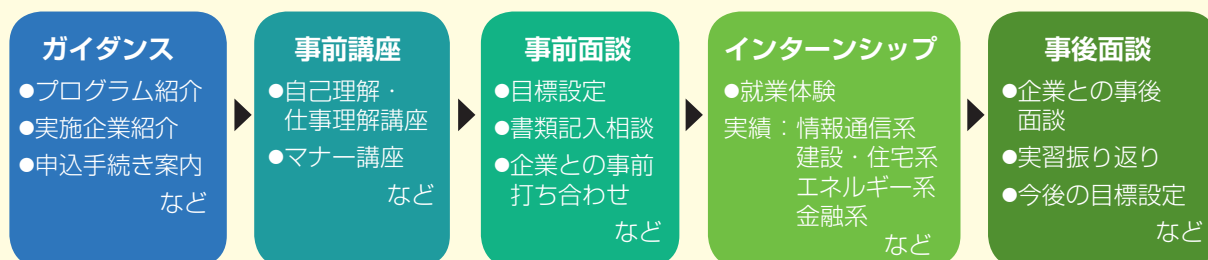 ガイダンス
●プログラム紹介
●実施企業紹介
●申込手続き案内
など
事前講座
●自己理解・
仕事理解講座
●マナー講座
など
事前面談
●目標設定
●書類記入相談
●企業との事前
打ち合わせ
など
インターンシップ
●就業体験
実績：情報通信系
建設・住宅系
エネルギー系
金融系
など
事後面談
●企業との事後
面談
●実習振り返り
●今後の目標設定
など